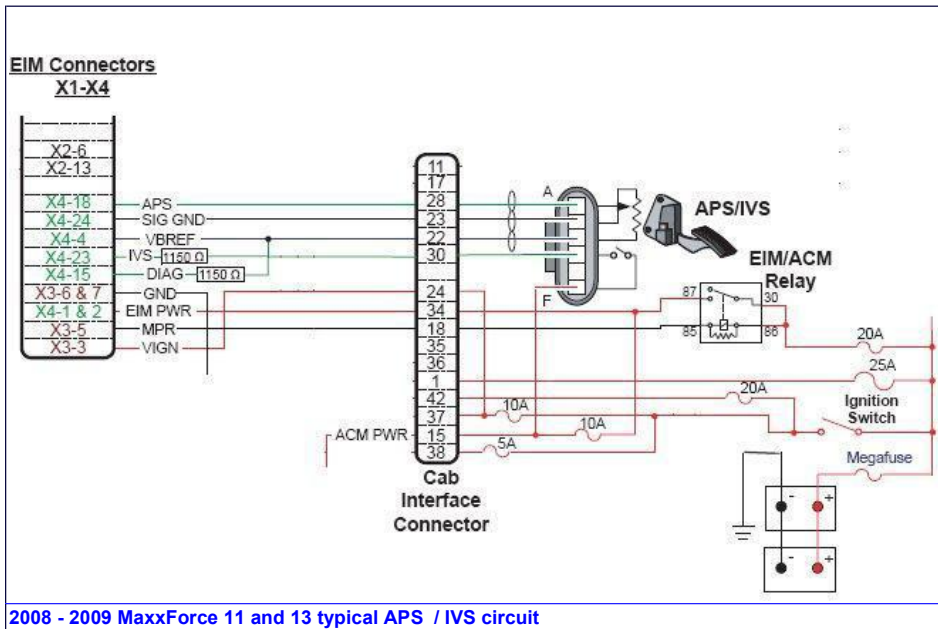 EIM Connectors
X1-X4
X2-6
X2-13
X4-18
X4-24
X4-4
X4-23
X4-15
X3-6 & 7
X4-1 & 2
X3-5
X3-3
APS
SIG GND
VBREF
IVS
1150 Ω
DIAG
1150 Ω
GND
EIM PWR
MPR
VIGN
ACM PWR
11
17
28
23
22
30
24
34
18
35
36
1
42
37
15
38
Cab
Interface
Connector
A
F
APS/IVS
EIM/ACM
Relay
87
30
85
86
20A
25A
20A
10A
10A
5A
Ignition
Switch
Megafuse
- +
- +
2008 - 2009 MaxxForce 11 and 13 typical APS / IVS circuit